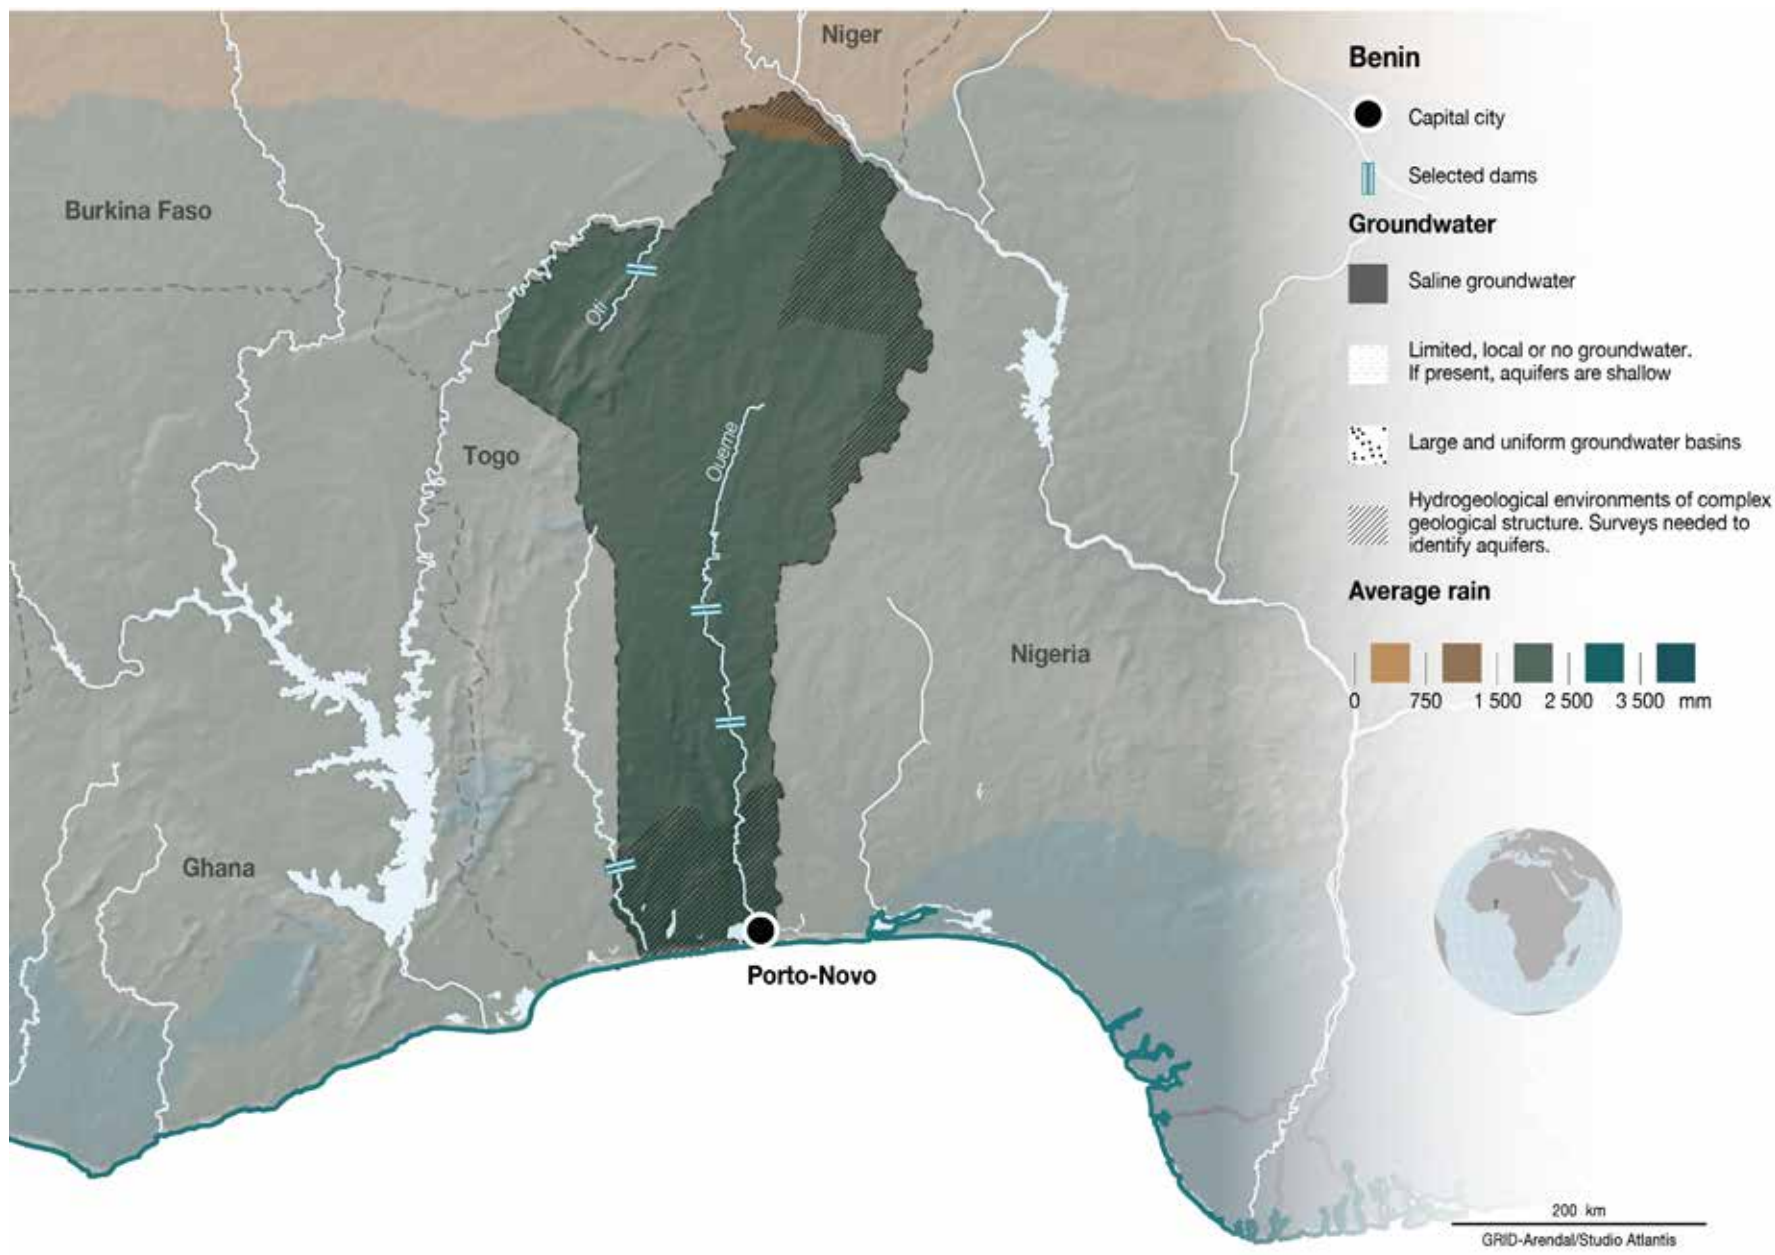 Niger
Burkina Faso
Oti
Togo
Oueme
Nigeria
Ghana
Porto-Novo
Benin
Capital city
Selected dams
Groundwater
Saline groundwater
Limited, local or no groundwater.
If present, aquifers are shallow
Large and uniform groundwater basins
Hydrogeological environments of complex
geological structure. Surveys needed to
identify aquifers.
Average rain
0 750 1 500 2 500 3 500 mm
200 km
GRID-Arendal/Studio Atlantis